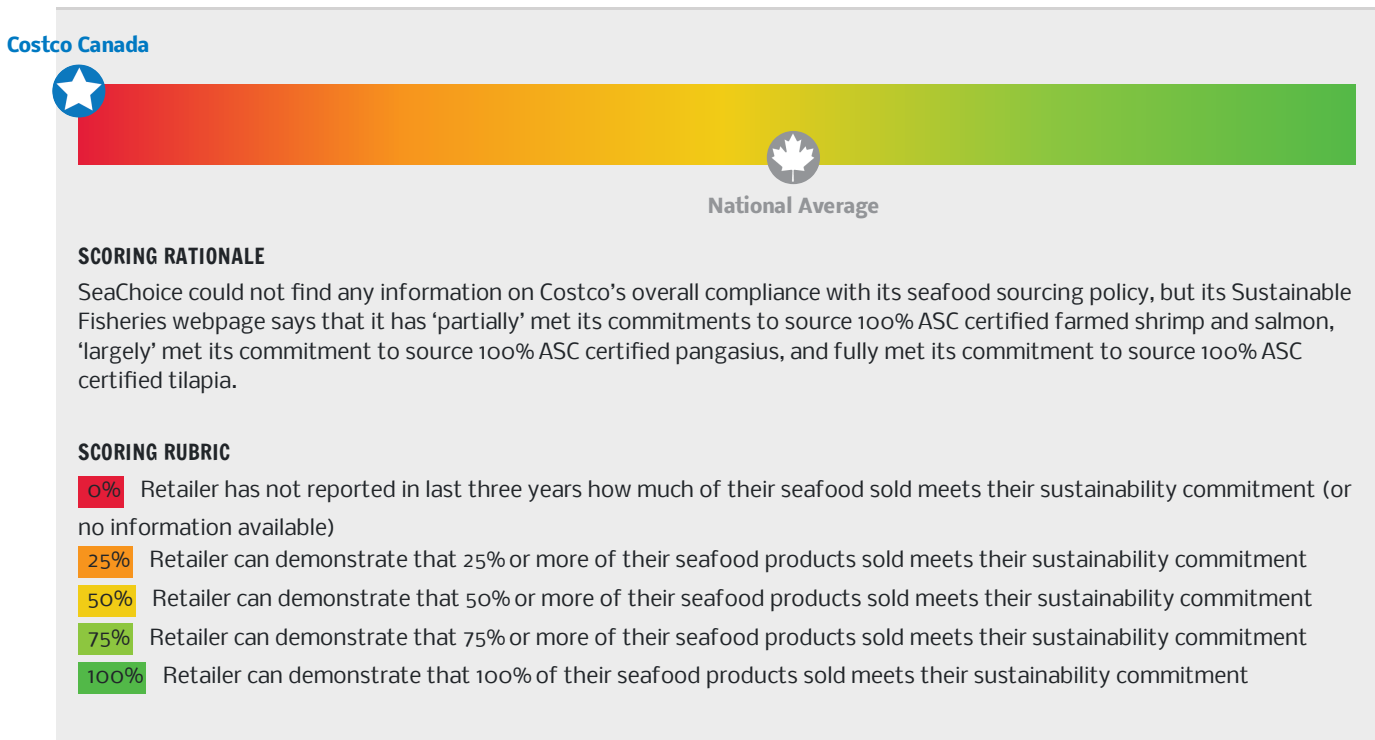 Costco Canada
National Average
SCORING RATIONALE
SeaChoice could not find any information on Costco’s overall compliance with its seafood sourcing policy, but its Sustainable
Fisheries webpage says that it has ‘partially’ met its commitments to source 100% ASC certified farmed shrimp and salmon,
‘largely’ met its commitment to source 100% ASC certified pangasius, and fully met its commitment to source 100% ASC
certified tilapia.
SCORING RUBRIC
0% Retailer has not reported in last three years how much of their seafood sold meets their sustainability commitment (or
no information available)
25% Retailer can demonstrate that 25% or more of their seafood products sold meets their sustainability commitment
50% Retailer can demonstrate that 50% or more of their seafood products sold meets their sustainability commitment
75% Retailer can demonstrate that 75% or more of their seafood products sold meets their sustainability commitment
100% Retailer can demonstrate that 100% of their seafood products sold meets their sustainability commitment